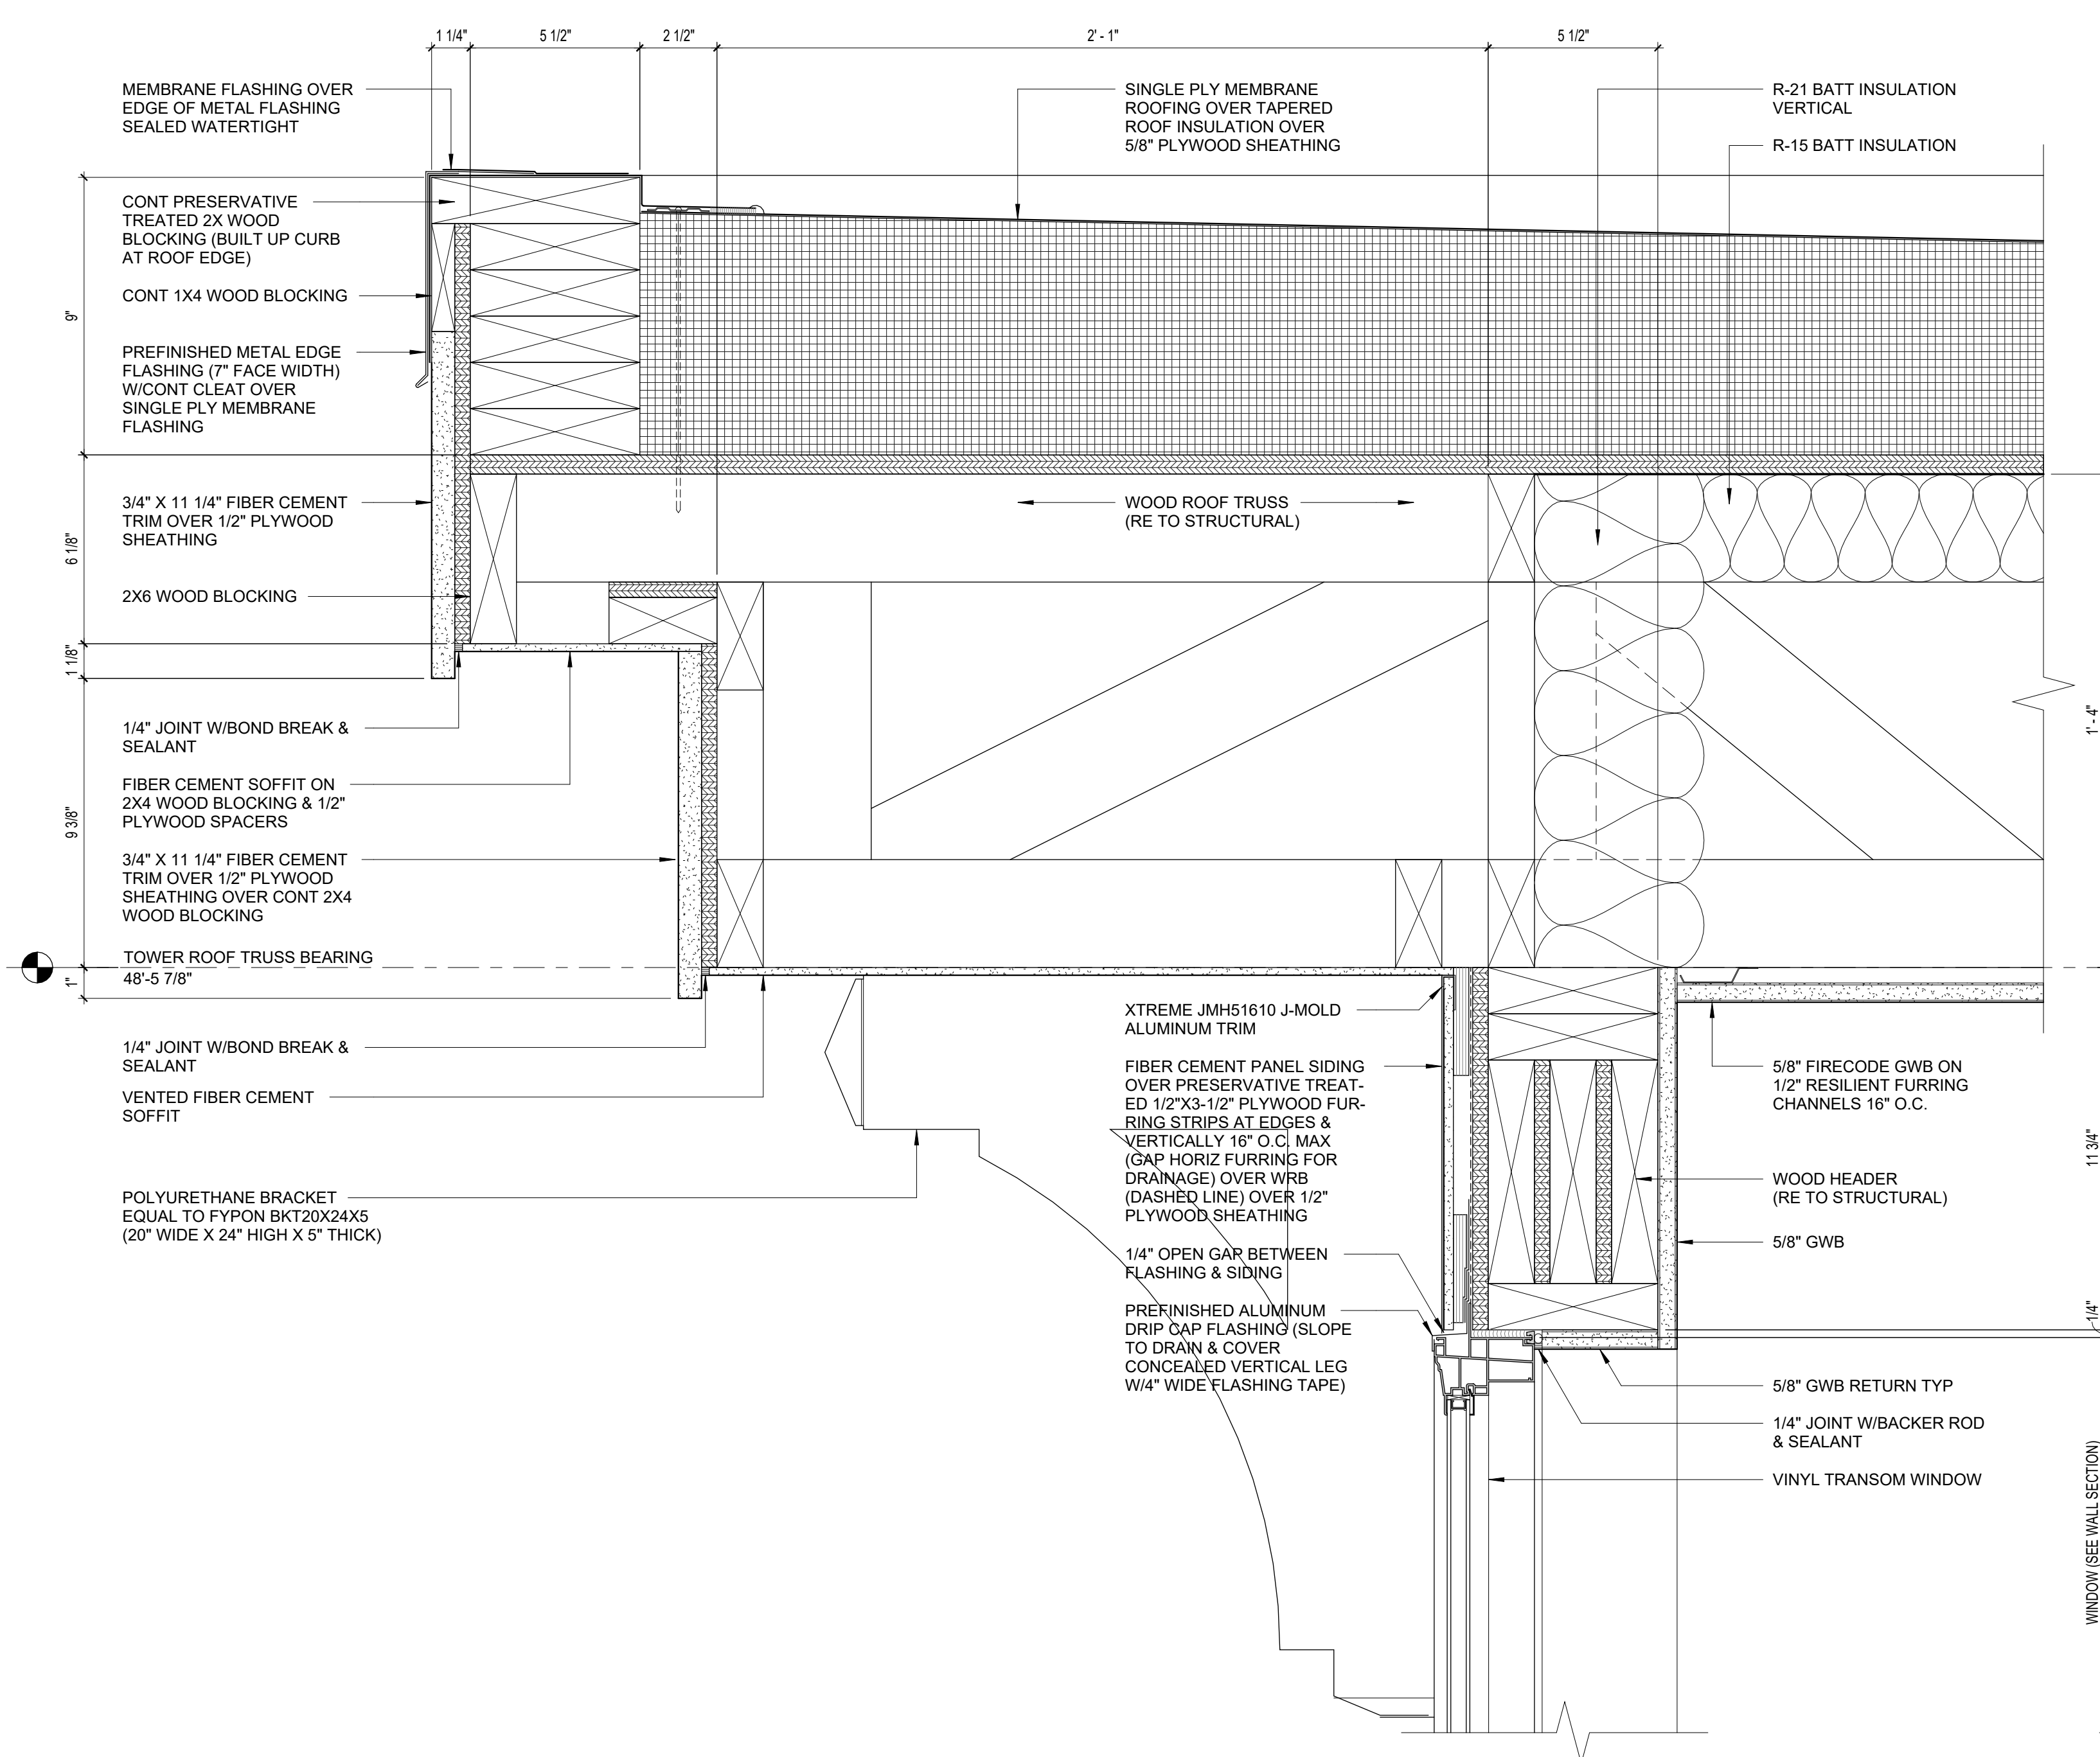 1 1/4"
5 1/2"
2 1/2"
2' - 1"
5 1/2"
MEMBRANE FLASHING OVER
EDGE OF METAL FLASHING
SEALED WATERTIGHT
CONT PRESERVATIVE
TREATED 2X WOOD
BLOCKING (BUILT UP CURB
AT ROOF EDGE)
CONT 1X4 WOOD BLOCKING
PREFINISHED METAL EDGE
FLASHING (7" FACE WIDTH)
W/CONT CLEAT OVER
SINGLE PLY MEMBRANE
FLASHING
3/4" X 11 1/4" FIBER CEMENT
TRIM OVER 1/2" PLYWOOD
SHEATHING
2X6 WOOD BLOCKING
1/4" JOINT W/BOND BREAK &
SEALANT
FIBER CEMENT SOFFIT ON
2X4 WOOD BLOCKING & 1/2"
PLYWOOD SPACERS
3/4" X 11 1/4" FIBER CEMENT
TRIM OVER 1/2" PLYWOOD
SHEATHING OVER CONT 2X4
WOOD BLOCKING
TOWER ROOF TRUSS BEARING
48'-5 7/8"
1/4" JOINT W/BOND BREAK &
SEALANT
VENTED FIBER CEMENT
SOFFIT
POLYURETHANE BRACKET
EQUAL TO FYPON BKT20X24X5
(20" WIDE X 24" HIGH X 5" THICK)
9"
6 1/8"
1 1/8"
9 3/8"
1"
SINGLE PLY MEMBRANE
ROOFING OVER TAPERED
ROOF INSULATION OVER
5/8" PLYWOOD SHEATHING
WOOD ROOF TRUSS
(RE TO STRUCTURAL)
XTREME JMH51610 J-MOLD
ALUMINUM TRIM
FIBER CEMENT PANEL SIDING
OVER PRESERVATIVE TREAT-
ED 1/2"X3-1/2" PLYWOOD FUR-
RING STRIPS AT EDGES &
VERTICALLY 16" O.C. MAX
(GAP HORIZ FURRING FOR
DRAINAGE) OVER WRB
(DASHED LINE) OVER 1/2"
PLYWOOD SHEATHING
1/4" OPEN GAP BETWEEN
FLASHING & SIDING
PREFINISHED ALUMINUM
DRIP CAP FLASHING (SLOPE
TO DRAIN & COVER
CONCEALED VERTICAL LEG
W/4" WIDE FLASHING TAPE)
R-21 BATT INSULATION
VERTICAL
R-15 BATT INSULATION
5/8" FIRECODE GWB ON
1/2" RESILIENT FURRING
CHANNELS 16" O.C.
WOOD HEADER
(RE TO STRUCTURAL)
5/8" GWB
5/8" GWB RETURN TYP
1/4" JOINT W/BACKER ROD
& SEALANT
VINYL TRANSOM WINDOW
1' - 4"
11 3/4"
1/4"
WINDOW (SEE WALL SECTION)